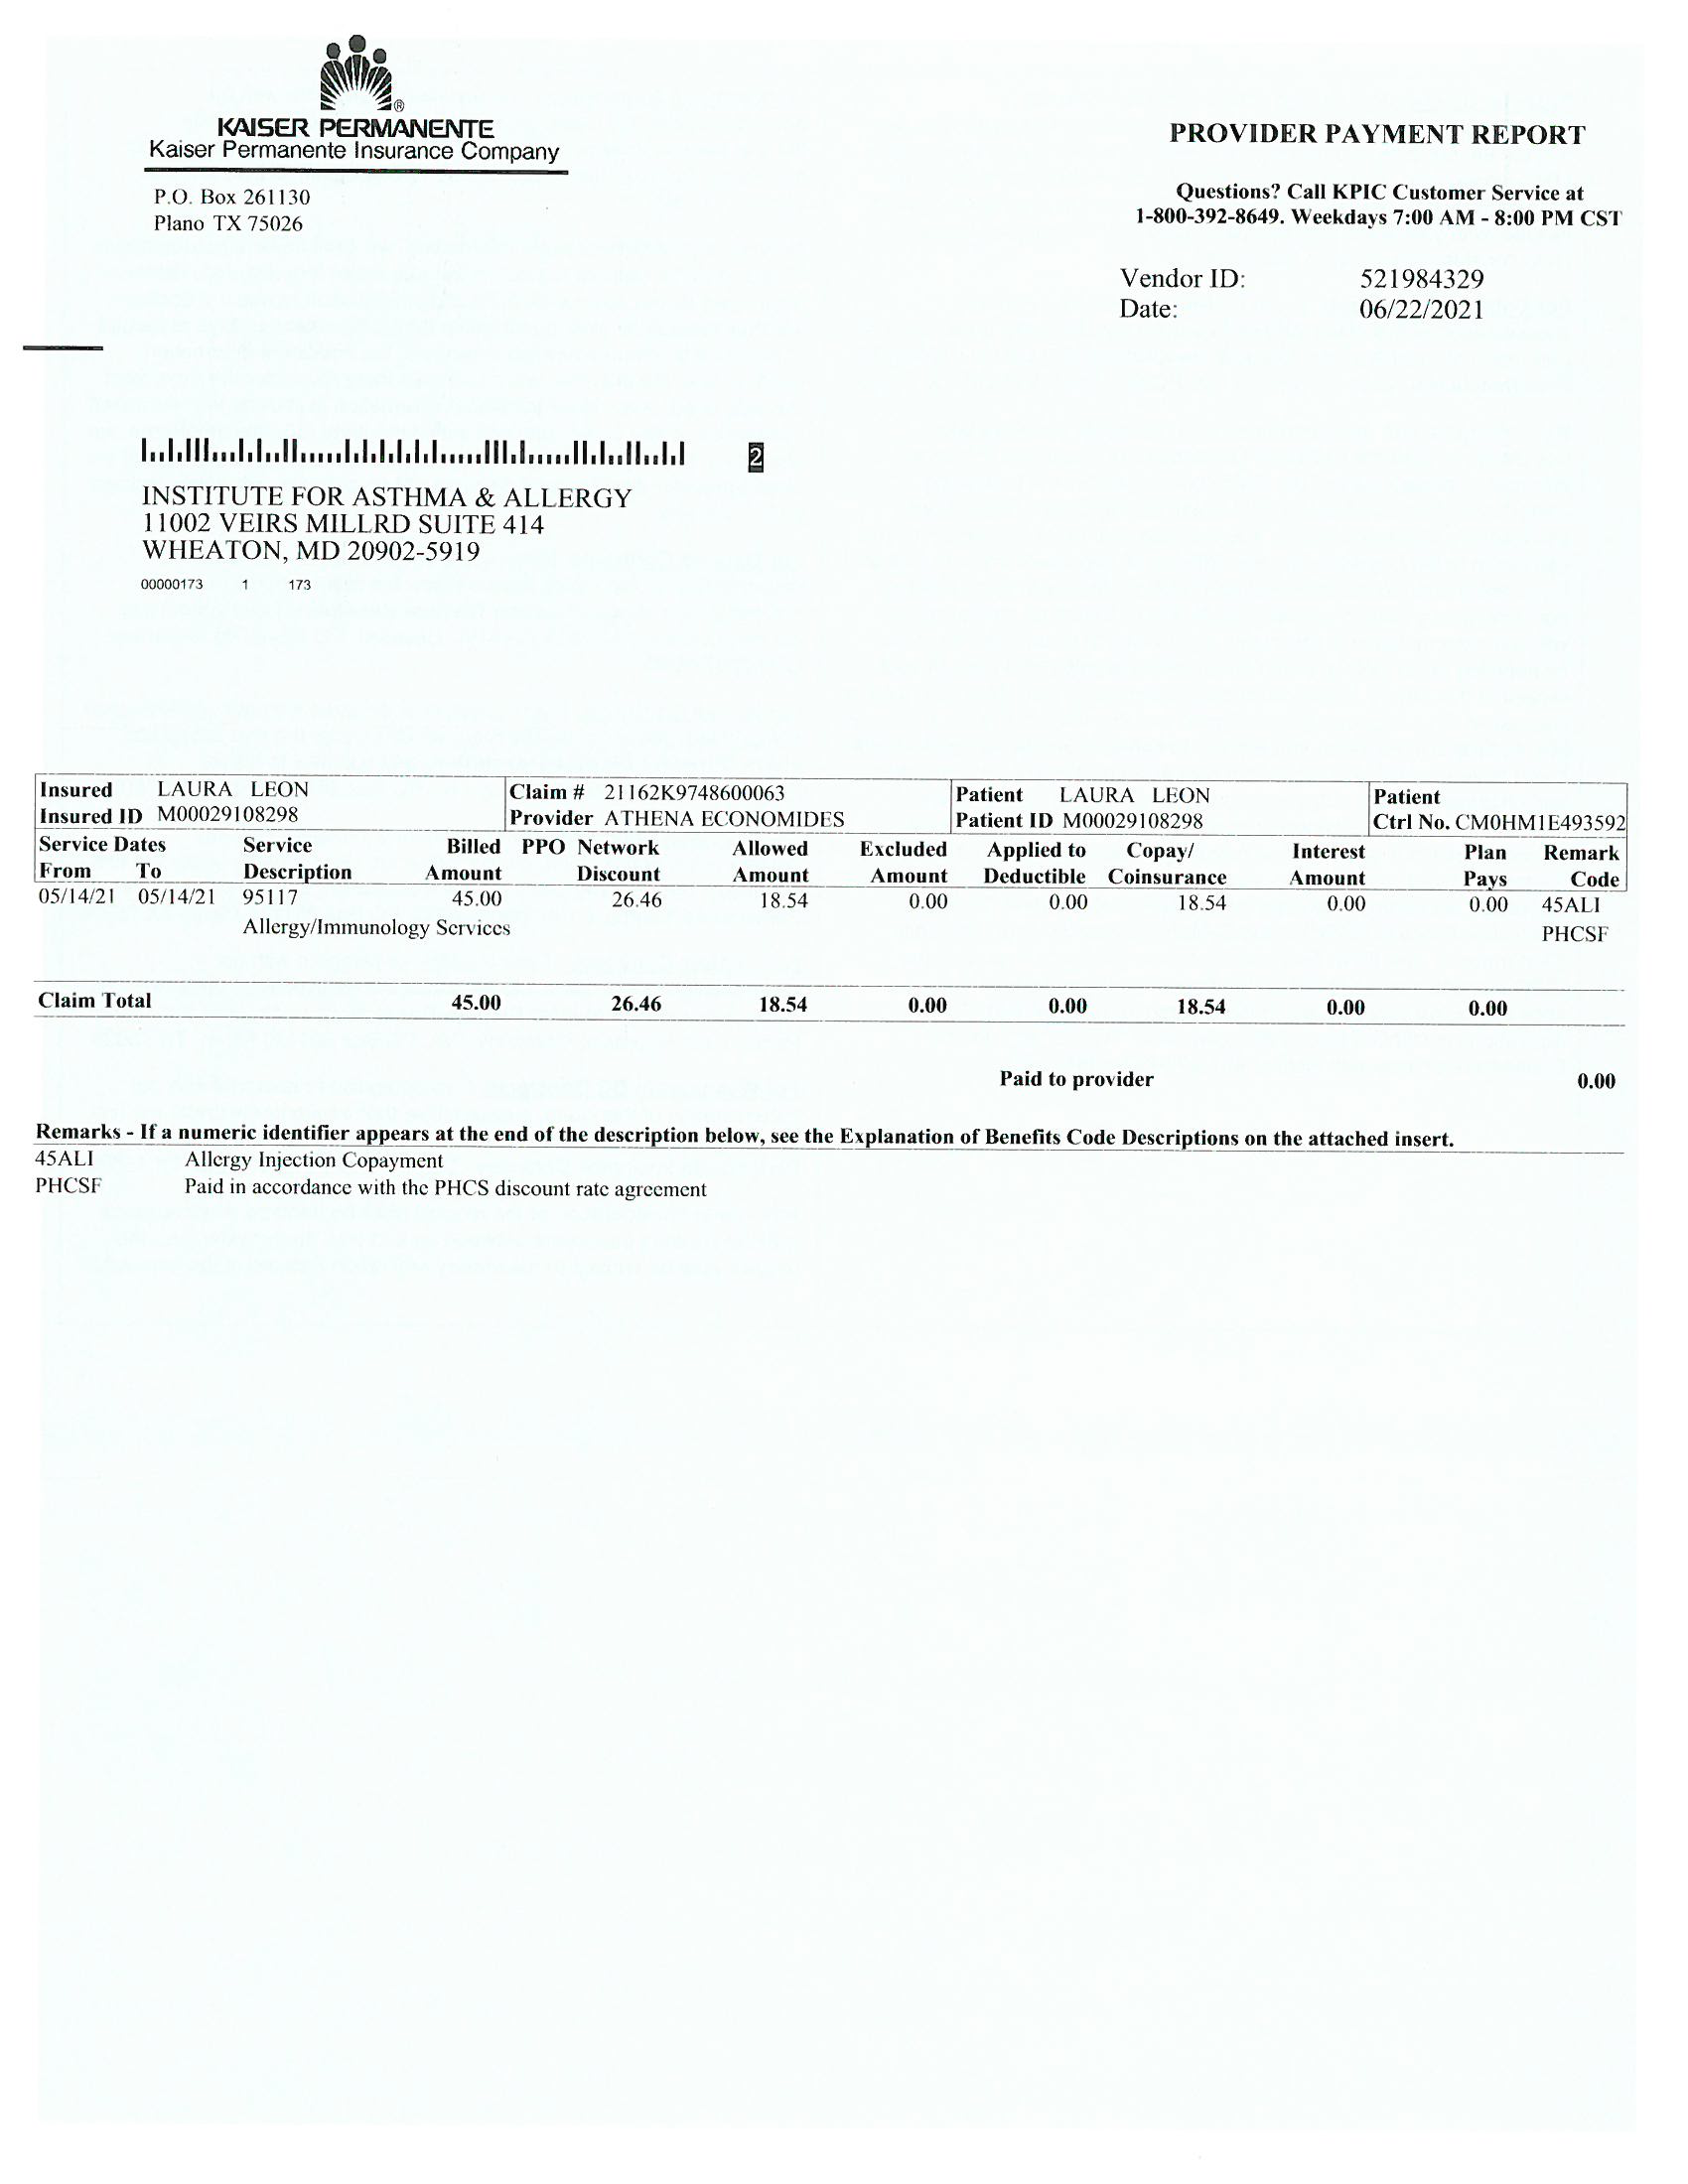 KAISER PERMANENTE
Kaiser Permanente Insurance Company
P.O. Box 261130
Plano TX 75026
PROVIDER PAYMENT REPORT
Questions? Call KPIC Customer Service at
1-800-392-8649. Weekdays 7:00 AM - 8:00 PM CST
Vendor ID: 521984329
Date: 06/22/2021
2
INSTITUTE FOR ASTHMA & ALLERGY
11002 VEIRS MILLRD SUITE 414
WHEATON, MD 20902-5919
00000173 1 173
Insured LAURA LEON Claim # 21162K9748600063 Patient LAURA LEON Patient
Insured ID M00029108298 Provider ATHENA ECONOMIDES Patient ID M00029108298 Ctrl No. CM0HM1E493592
Service Dates Service Billed PPO Network Allowed Excluded Applied to Copay/ Interest Plan Remark
From To Description Amount Discount Amount Amount Deductible Coinsurance Amount Pays Code
05/14/21 05/14/21 95117 45.00 26.46 18.54 0.00 0.00 18.54 0.00 0.00 45ALI
Allergy/Immunology Services PHCSF
Claim Total 45.00 26.46 18.54 0.00 0.00 18.54 0.00 0.00
Paid to provider 0.00
Remarks - If a numeric identifier appears at the end of the description below, see the Explanation of Benefits Code Descriptions on the attached insert.
45ALI Allergy Injection Copayment
PHCSF Paid in accordance with the PHCS discount rate agreement